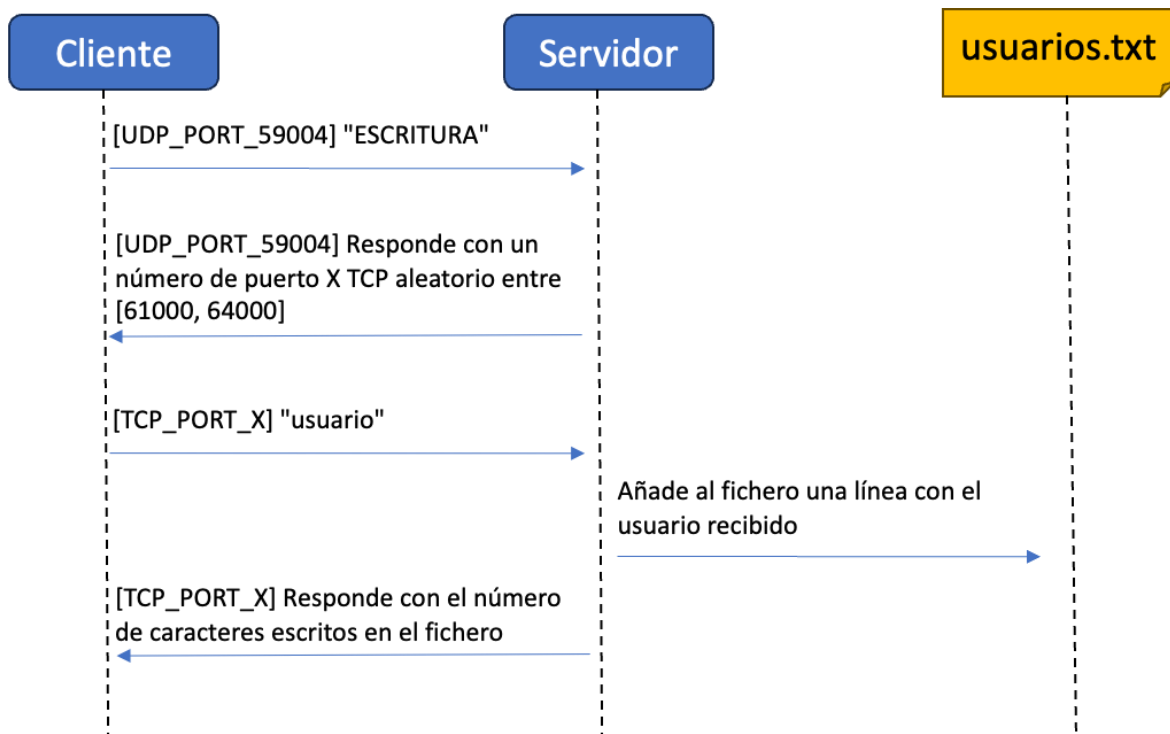 Cliente
Servidor
usuarios.txt
[UDP_PORT_59004] "ESCRITURA"
[UDP_PORT_59004] Responde con un
número de puerto X TCP aleatorio entre
[61000, 64000]
[TCP_PORT_X] "usuario"
Añade al fichero una línea con el
usuario recibido
[TCP_PORT_X] Responde con el número
de caracteres escritos en el fichero